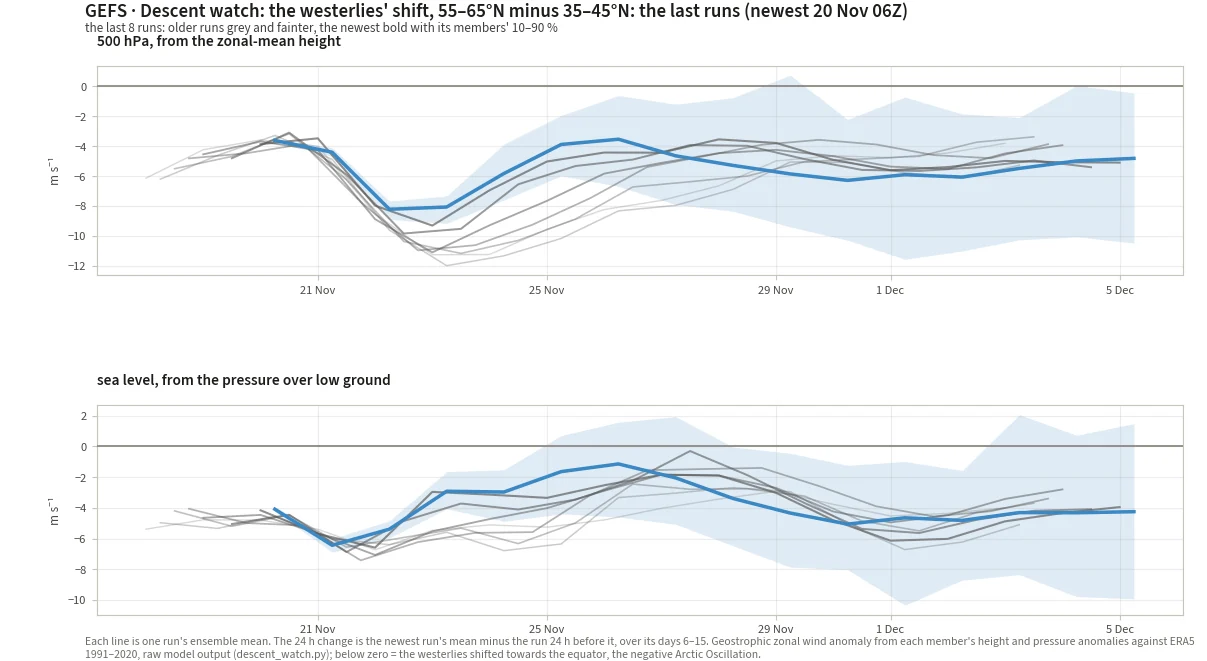 GEFS · Descent watch: the westerlies' shift, 55–65°N minus 35–45°N: the last runs (newest 20 Nov 06Z)
the last 8 runs: older runs grey and fainter, the newest bold with its members' 10–90 %
500 hPa, from the zonal-mean height
0
−2
−4
−6
−8
−10
−12
m s⁻¹
21 Nov
25 Nov
29 Nov
1 Dec
5 Dec
sea level, from the pressure over low ground
2
0
−2
−4
−6
−8
−10
m s⁻¹
21 Nov
25 Nov
29 Nov
1 Dec
5 Dec
Each line is one run's ensemble mean. The 24 h change is the newest run's mean minus the run 24 h before it, over its days 6–15. Geostrophic zonal wind anomaly from each member's height and pressure anomalies against ERA5
1991–2020, raw model output (descent_watch.py); below zero = the westerlies shifted towards the equator, the negative Arctic Oscillation.